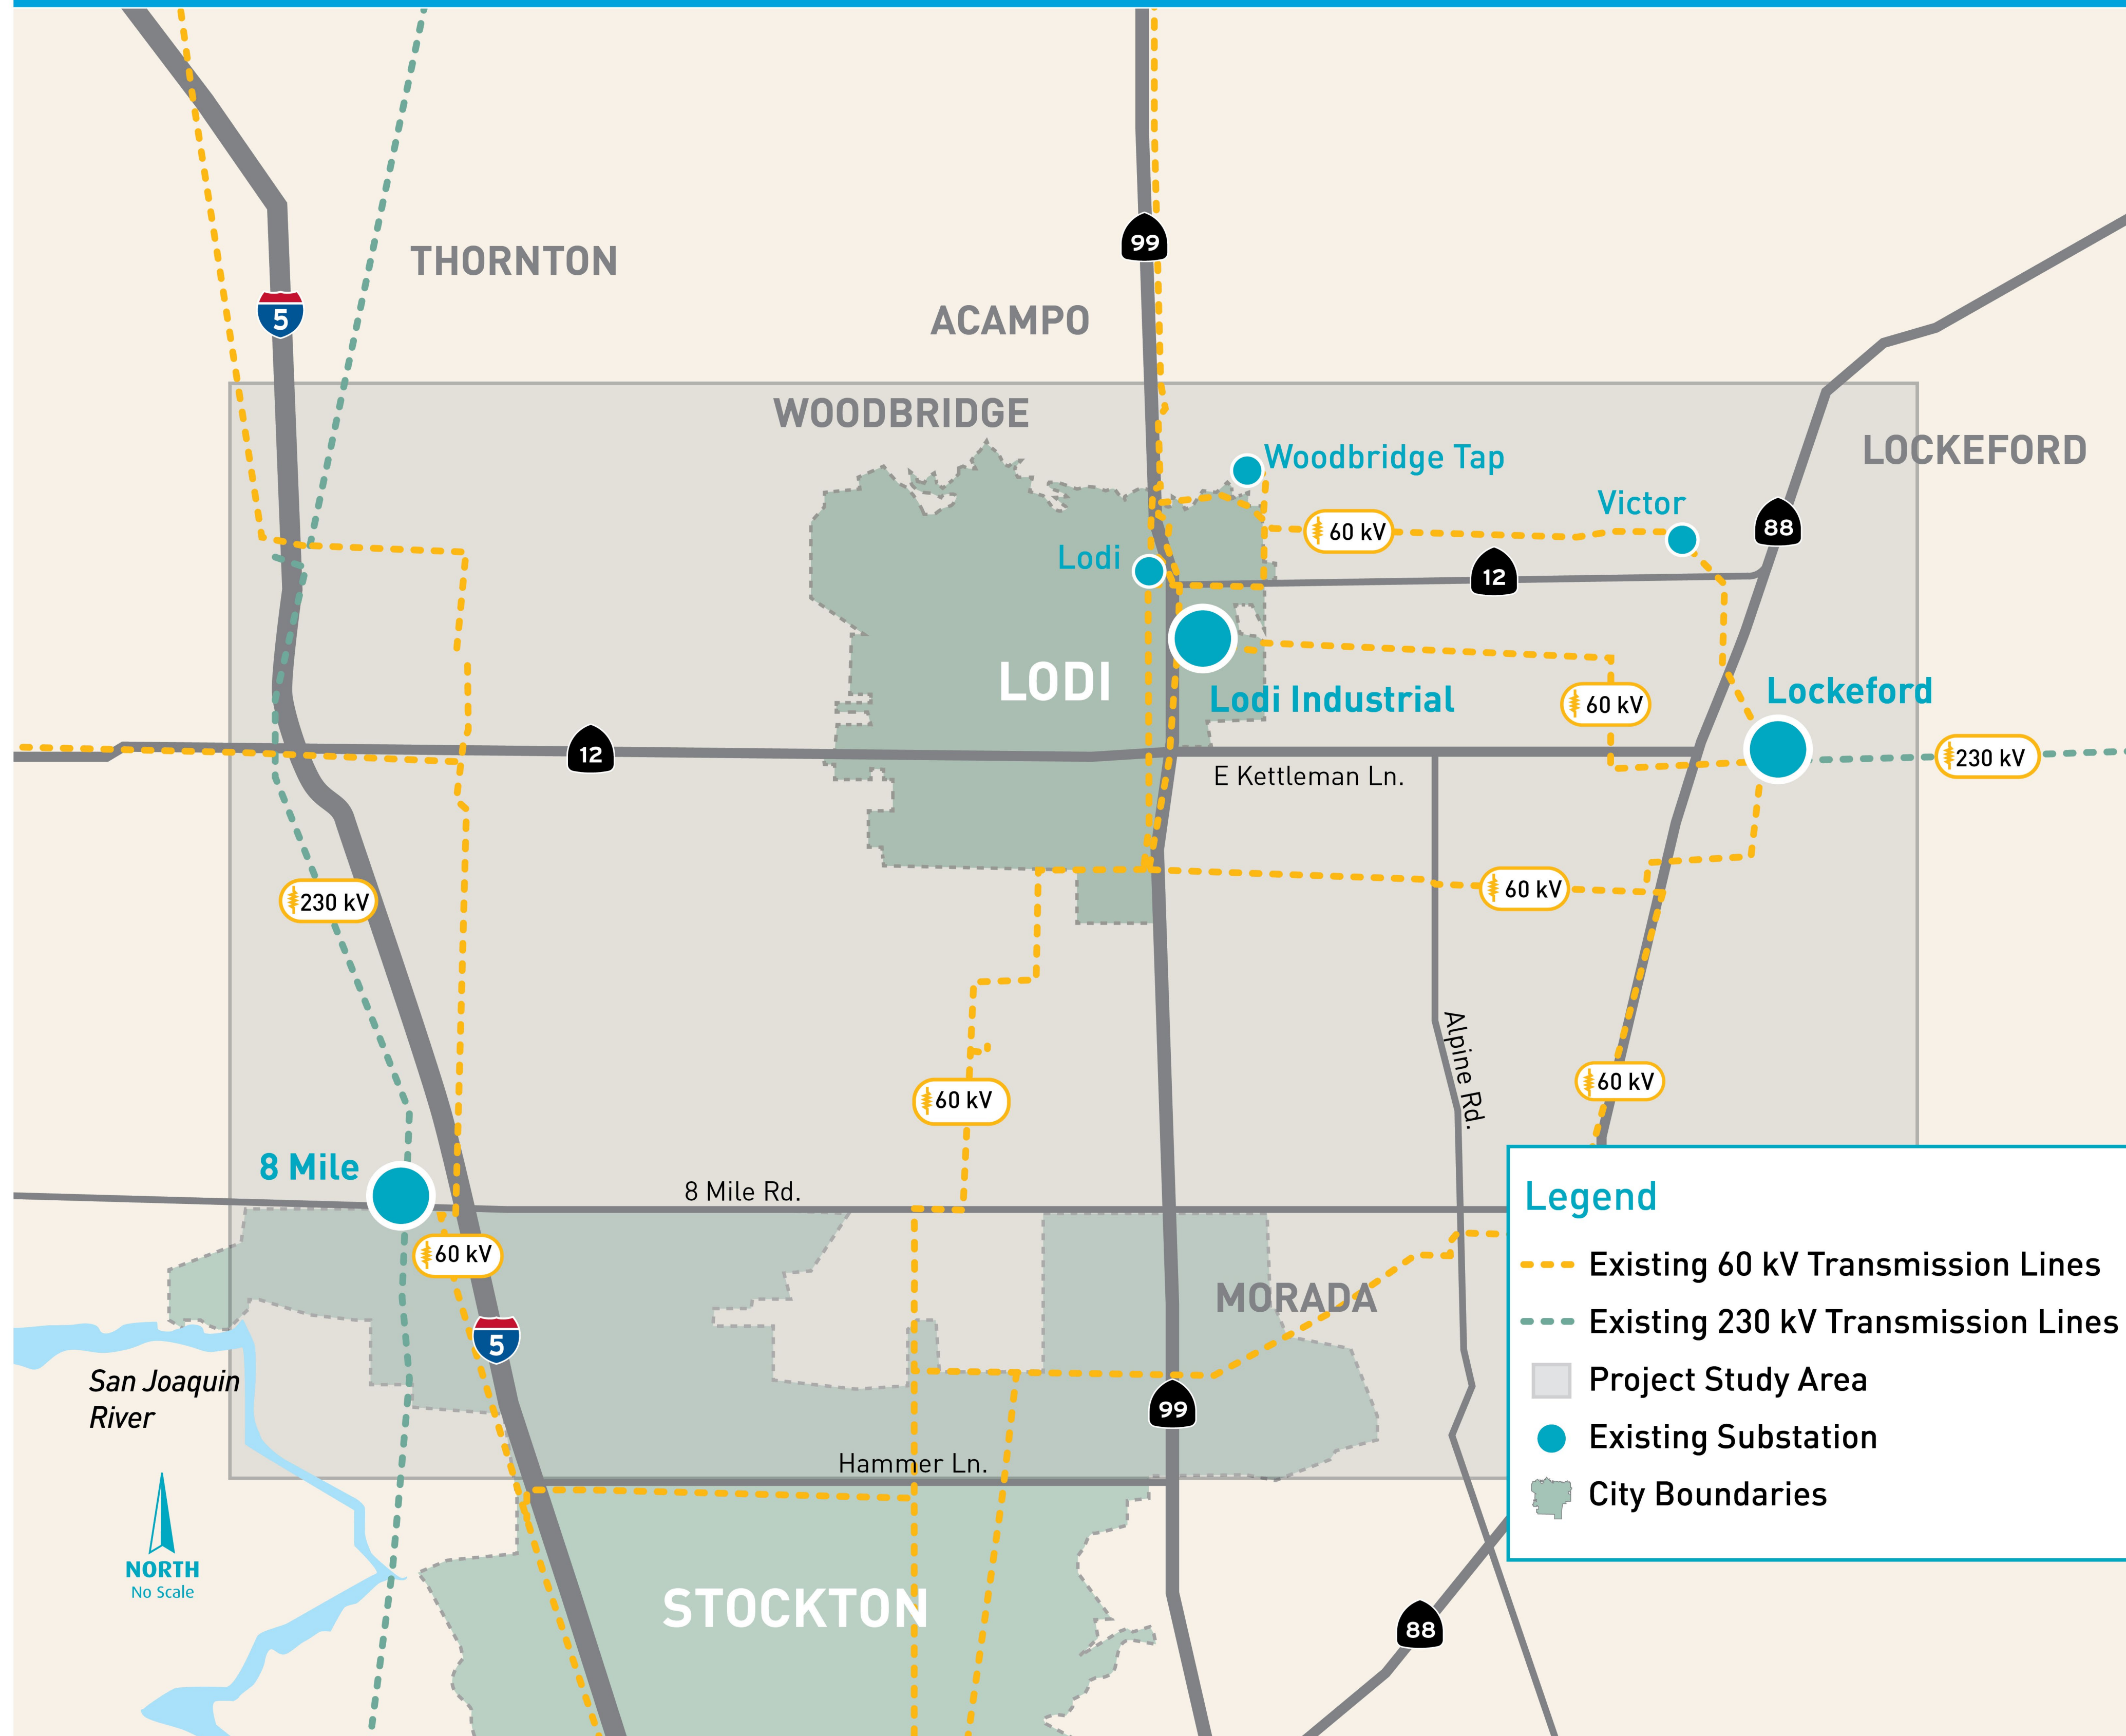 99
THORNTON
5
ACAMPO
WOODBRIDGE
LOCKEFORD
Woodbridge Tap
Victor
88
60 kV
Lodi
12
LODI
Lodi Industrial
60 kV
Lockeford
12
E Kettleman Ln.
230 kV
230 kV
60 kV
Alpine Rd.
60 kV
60 kV
8 Mile
8 Mile Rd.
60 kV
MORADA
5
San Joaquin
River
99
Hammer Ln.
NORTH
No Scale
STOCKTON
88
Legend
Existing 60 kV Transmission Lines
Existing 230 kV Transmission Lines
Project Study Area
Existing Substation
City Boundaries